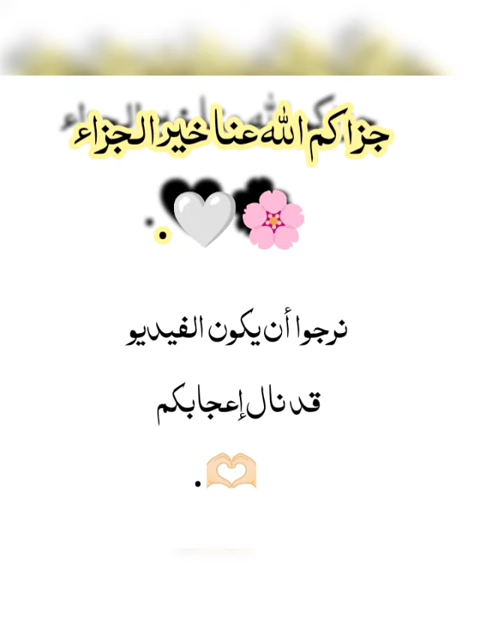 جزاكم الله عنا خير الجزاء
🌸🤍.
نرجوا أن يكون الفيديو
قد نال إعجابكم
🫶🏻.